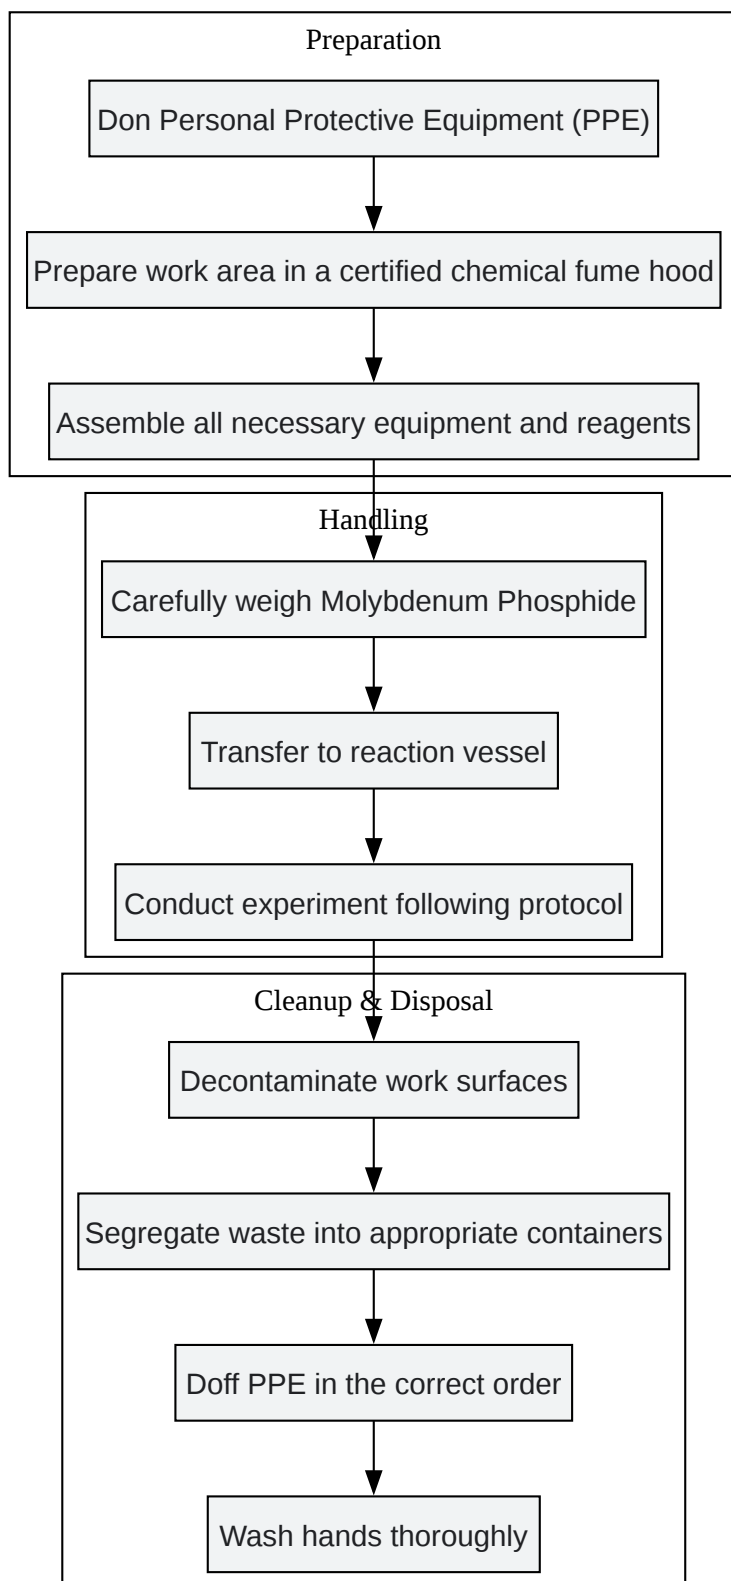 Preparation
Don Personal Protective Equipment (PPE)
Prepare work area in a certified chemical fume hood
Assemble all necessary equipment and reagents
Handling
Carefully weigh Molybdenum Phosphide
Transfer to reaction vessel
Conduct experiment following protocol
Cleanup & Disposal
Decontaminate work surfaces
Segregate waste into appropriate containers
Doff PPE in the correct order
Wash hands thoroughly